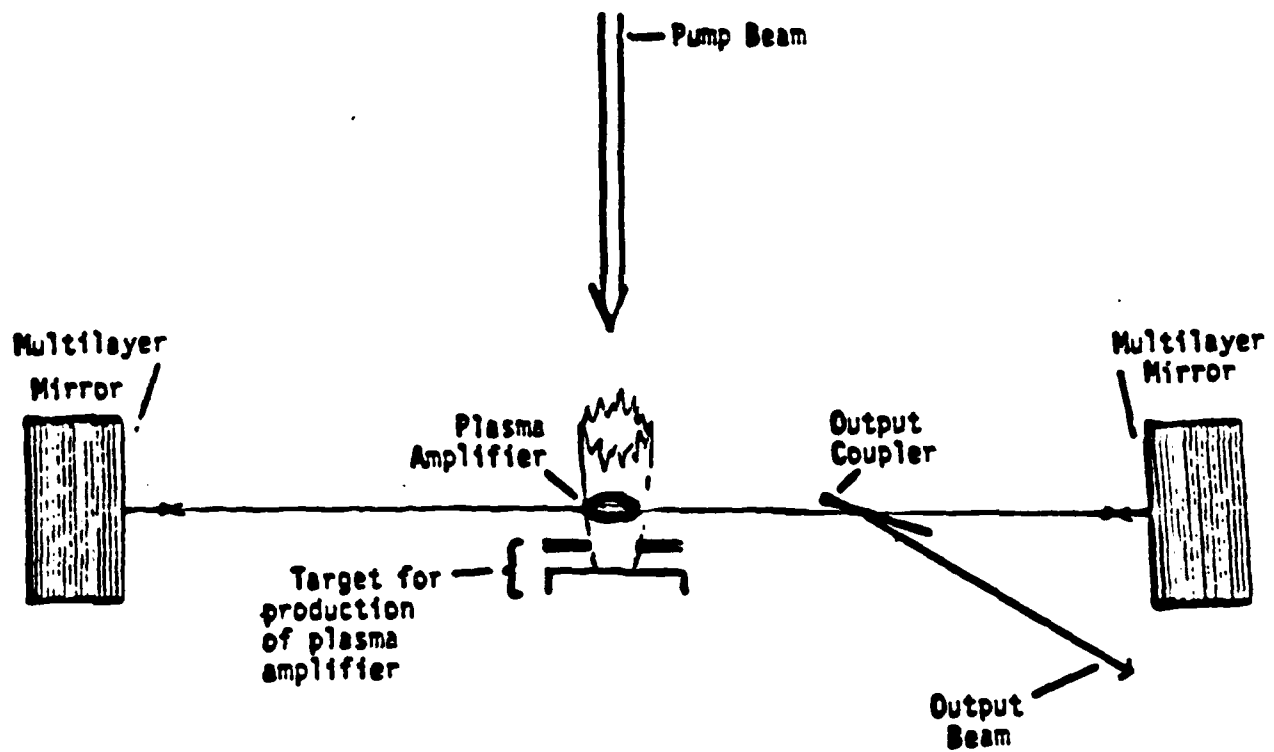 Pump Beam
Multilayer
Mirror
Multilayer
Mirror
Plasma
Amplifier
Output
Coupler
Target for
production
of plasma
amplifier
Output
Beam